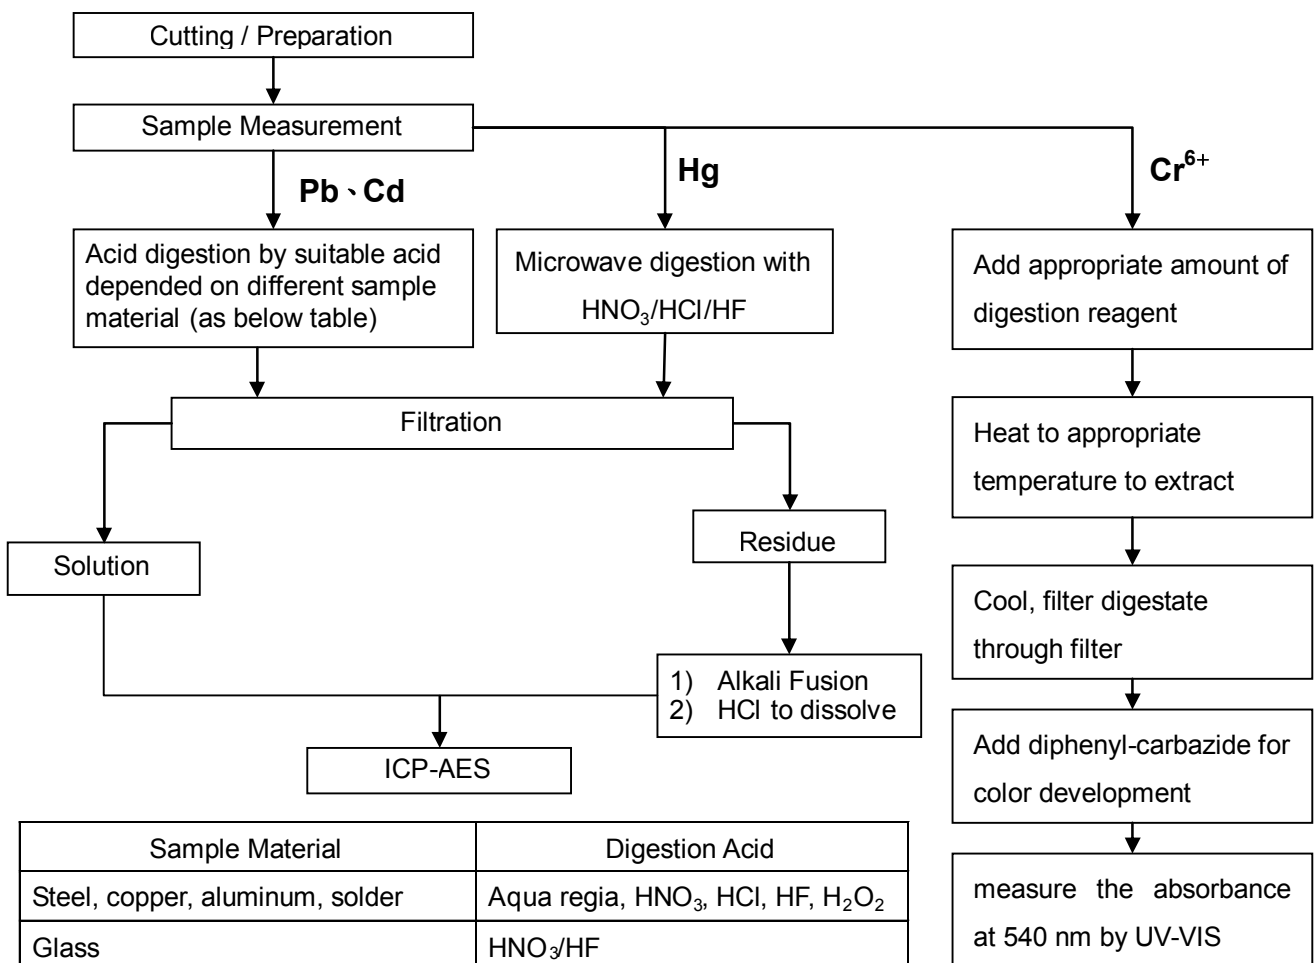 Cutting / Preparation
Sample Measurement
Pb、Cd
Hg
Cr⁶⁺
Acid digestion by suitable acid
depended on different sample
material (as below table)
Microwave digestion with
HNO₃/HCl/HF
Add appropriate amount of
digestion reagent
Filtration
Heat to appropriate
temperature to extract
Solution
Residue
Cool, filter digestate
through filter
1) Alkali Fusion
2) HCl to dissolve
ICP-AES
Add diphenyl-carbazide for
color development
measure the absorbance
at 540 nm by UV-VIS
Sample Material Digestion Acid
Steel, copper, aluminum, solder Aqua regia, HNO₃, HCl, HF, H₂O₂
Glass HNO₃/HF